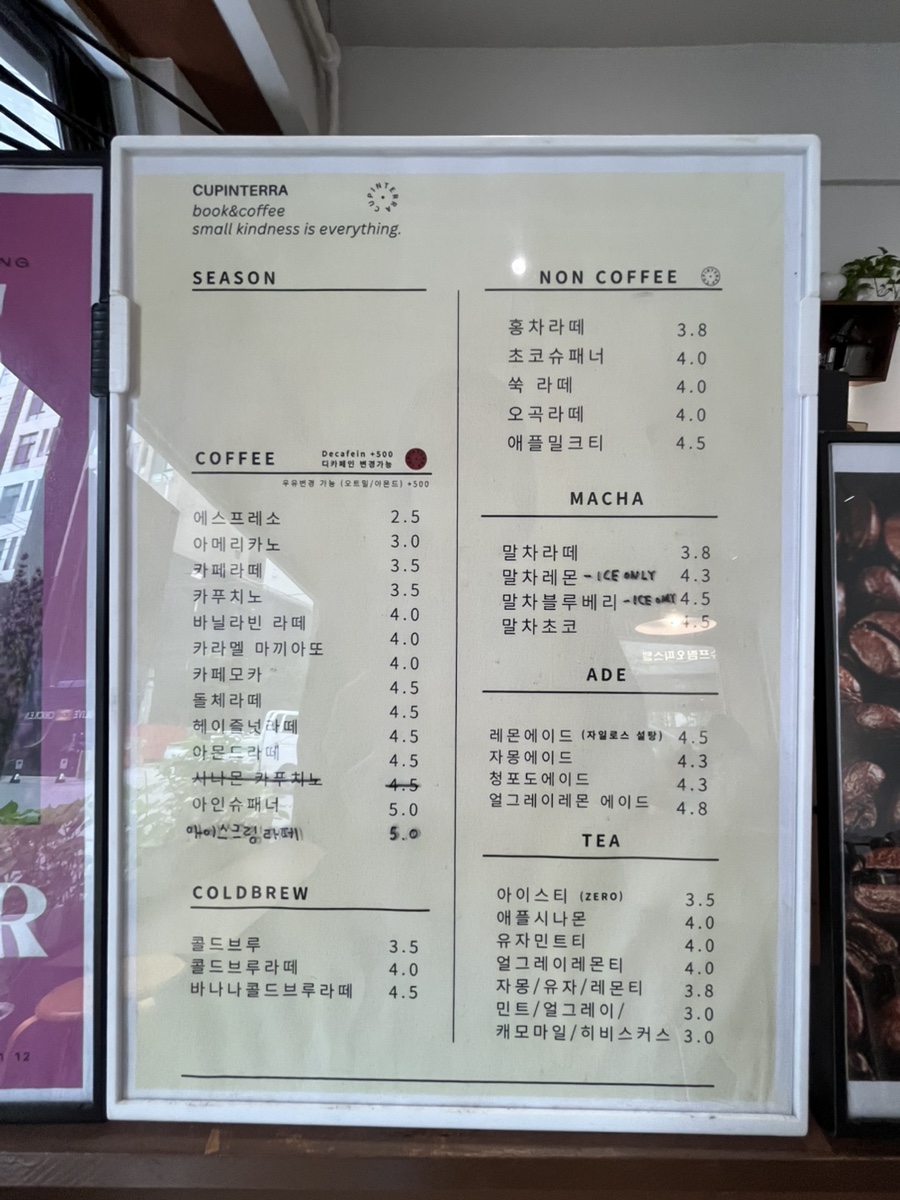 CUPINTERRA
CUPINTERRA
book&coffee
small kindness is everything.
SEASON
COFFEE
Decafein +500
디카페인 변경가능
우유변경 가능 (오트밀/아몬드) +500
에스프레소 2.5
아메리카노 3.0
카페라떼 3.5
카푸치노 3.5
바닐라빈 라떼 4.0
카라멜 마끼아또 4.0
카페모카 4.0
돌체라떼 4.5
헤이즐넛라떼 4.5
아몬드라떼 4.5
시나몬 카푸치노 4.5
아인슈패너 5.0
아이스크림 라떼 5.0
COLDBREW
콜드브루 3.5
콜드브루라떼 4.0
바나나콜드브루라떼 4.5
NON COFFEE
홍차라떼 3.8
초코슈패너 4.0
쑥 라떼 4.0
오곡라떼 4.0
애플밀크티 4.5
MACHA
말차라떼 3.8
말차레몬 - ICE ONLY 4.3
말차블루베리 - ICE ONLY 4.5
말차초코 4.5
ADE
레몬에이드 (자일로스 설탕) 4.5
자몽에이드 4.3
청포도에이드 4.3
얼그레이레몬 에이드 4.8
TEA
아이스티 (ZERO) 3.5
애플시나몬 4.0
유자민트티 4.0
얼그레이레몬티 4.0
자몽/유자/레몬티 3.8
민트/얼그레이/ 3.0
캐모마일/히비스커스 3.0
NG
R
12